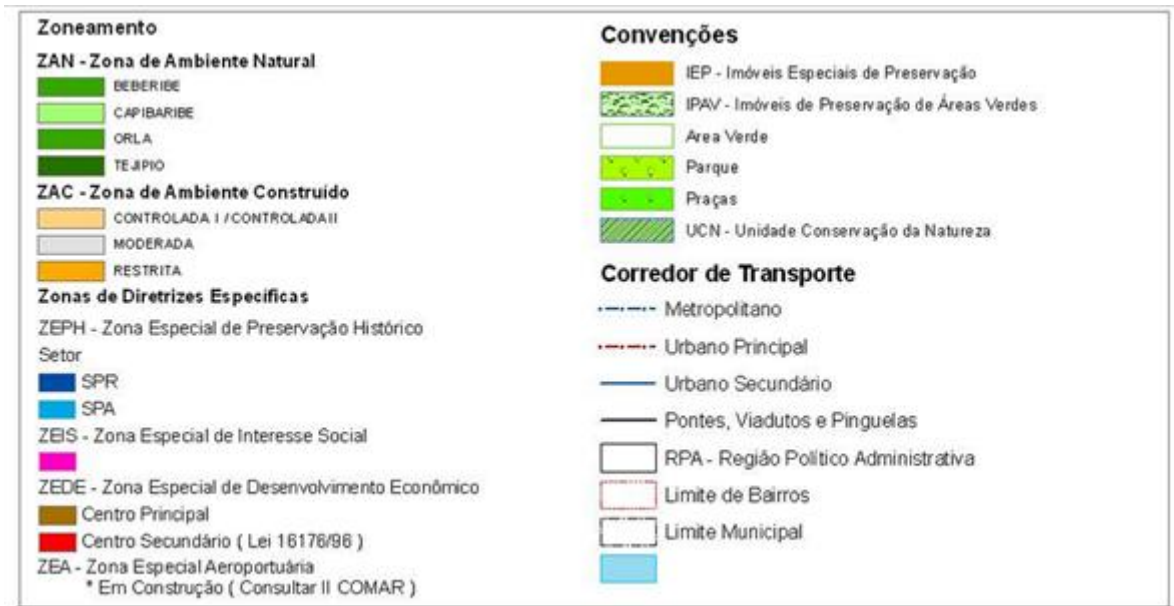 Zoneamento
ZAN - Zona de Ambiente Natural
BEBERIBE
CAPIBARIBE
ORLA
TEJIPIO
ZAC - Zona de Ambiente Construído
CONTROLADA I / CONTROLADA II
MODERADA
RESTRITA
Zonas de Diretrizes Específicas
ZEPH - Zona Especial de Preservação Histórico
Setor
SPR
SPA
ZEIS - Zona Especial de Interesse Social
ZEDE - Zona Especial de Desenvolvimento Econômico
Centro Principal
Centro Secundário ( Lei 16176/96 )
ZEA - Zona Especial Aeroportuária
* Em Construção ( Consultar II COMAR )
Convenções
IEP - Imóveis Especiais de Preservação
IPAV - Imóveis de Preservação de Áreas Verdes
Area Verde
Parque
Praças
UCN - Unidade Conservação da Natureza
Corredor de Transporte
Metropolitano
Urbano Principal
Urbano Secundário
Pontes, Viadutos e Pinguelas
RPA - Região Político Administrativa
Limite de Bairros
Limite Municipal